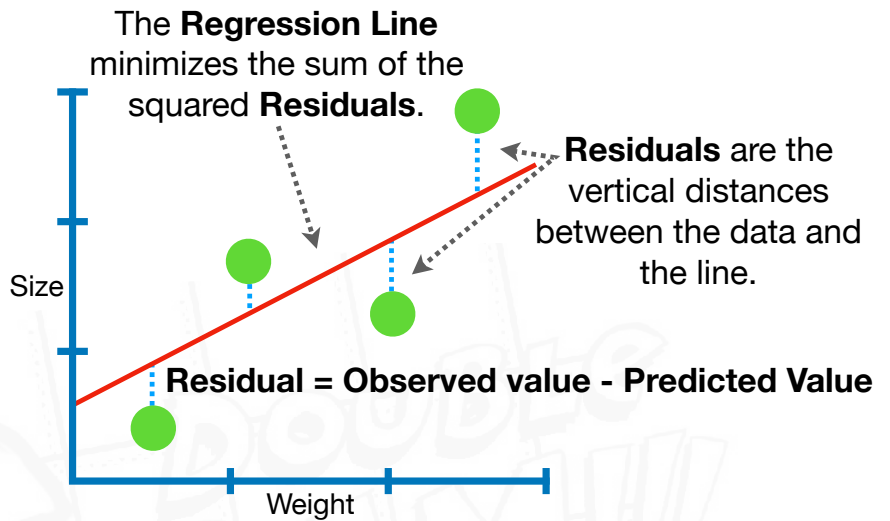 The Regression Line
minimizes the sum of the
squared Residuals.
Residuals are the
vertical distances
between the data and
the line.
Size
Residual = Observed value - Predicted Value
Weight
DOUBLE